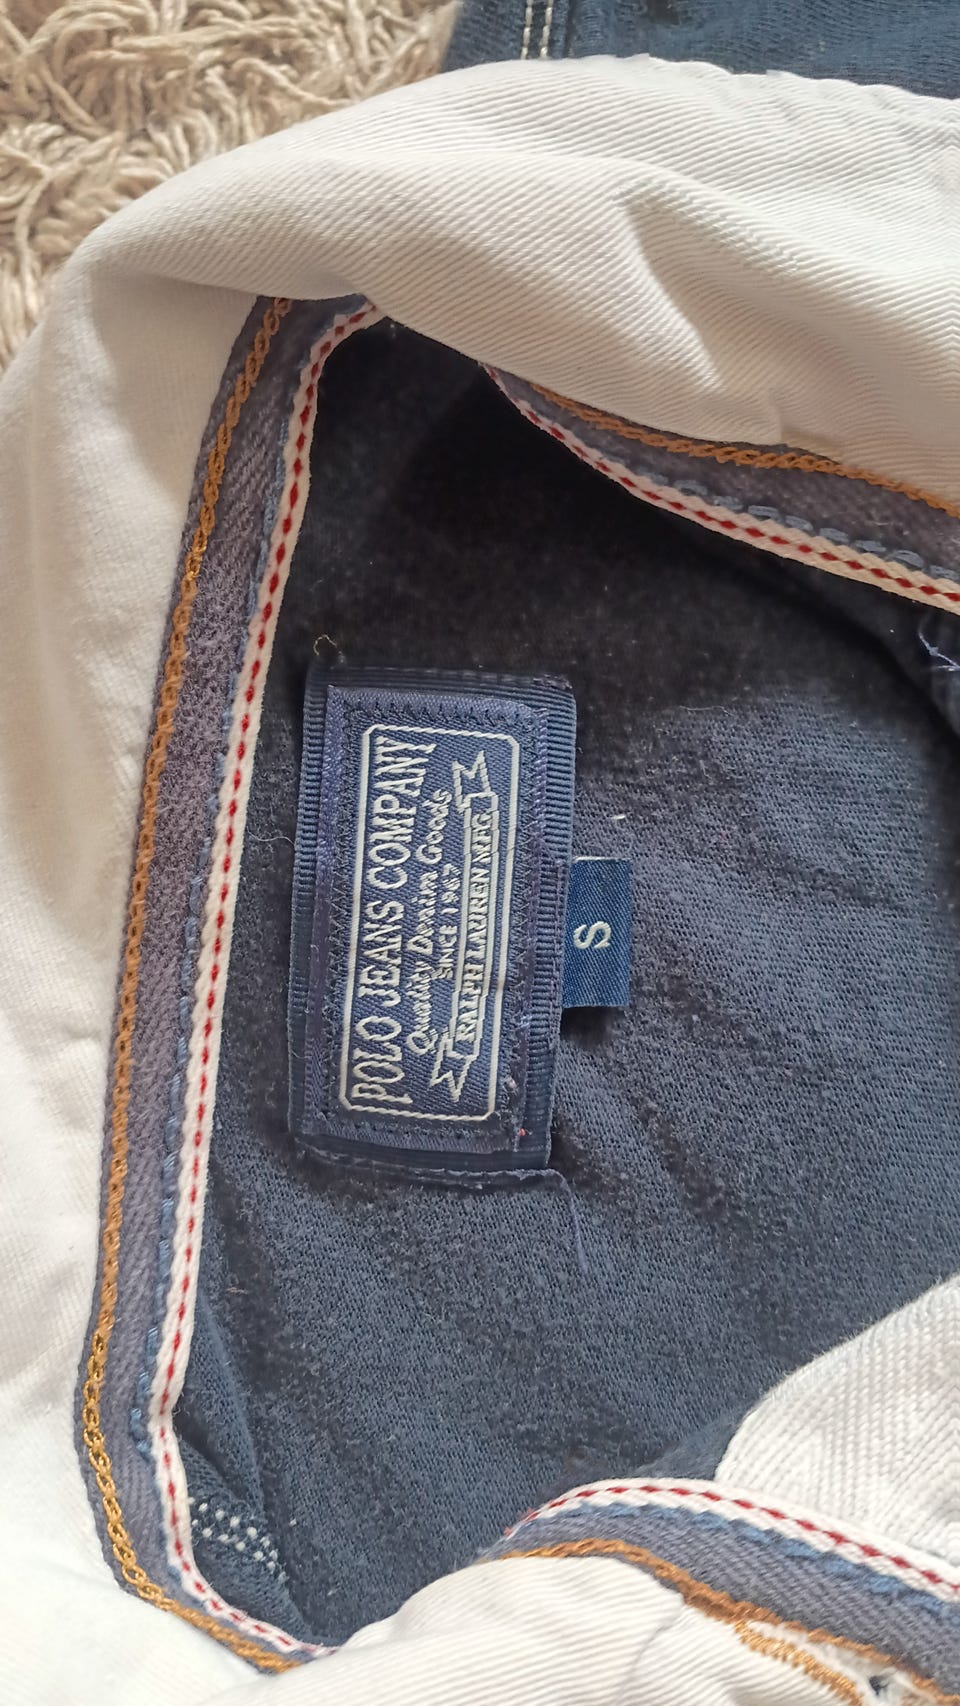 POLO JEANS COMPANY
Quality Denim Goods
SINCE 1967
RALPH LAUREN MFG.
S